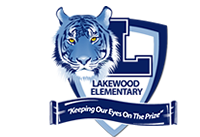 L
LAKEWOOD
ELEMENTARY
"Keeping Our Eyes On The Prize"